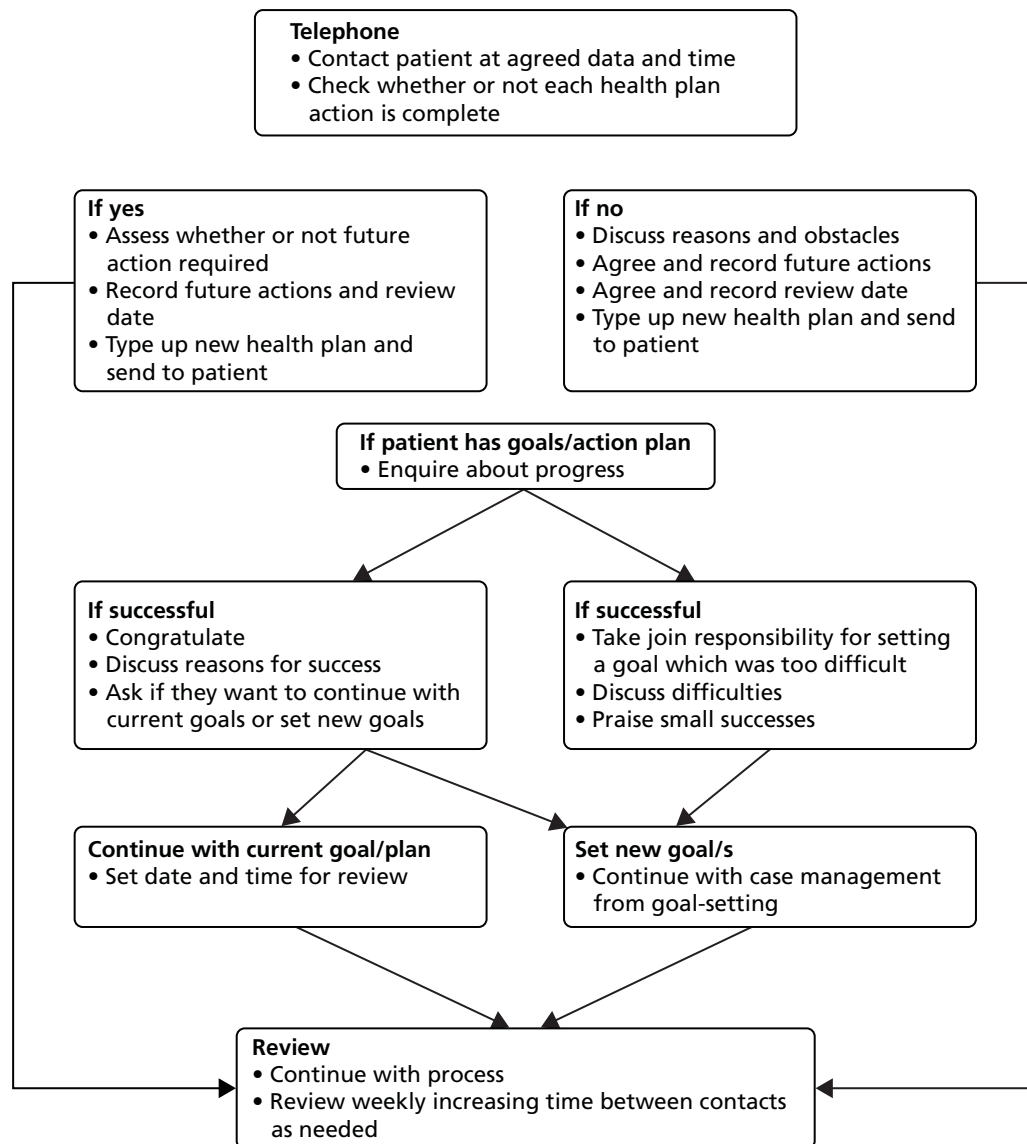 Telephone
• Contact patient at agreed data and time
• Check whether or not each health plan
action is complete
If yes
• Assess whether or not future
action required
• Record future actions and review
date
• Type up new health plan and
send to patient
If no
• Discuss reasons and obstacles
• Agree and record future actions
• Agree and record review date
• Type up new health plan and send
to patient
If patient has goals/action plan
• Enquire about progress
If successful
• Congratulate
• Discuss reasons for success
• Ask if they want to continue with
current goals or set new goals
If successful
• Take join responsibility for setting
a goal which was too difficult
• Discuss difficulties
• Praise small successes
Continue with current goal/plan
• Set date and time for review
Set new goal/s
• Continue with case management
from goal-setting
Review
• Continue with process
• Review weekly increasing time between contacts
as needed